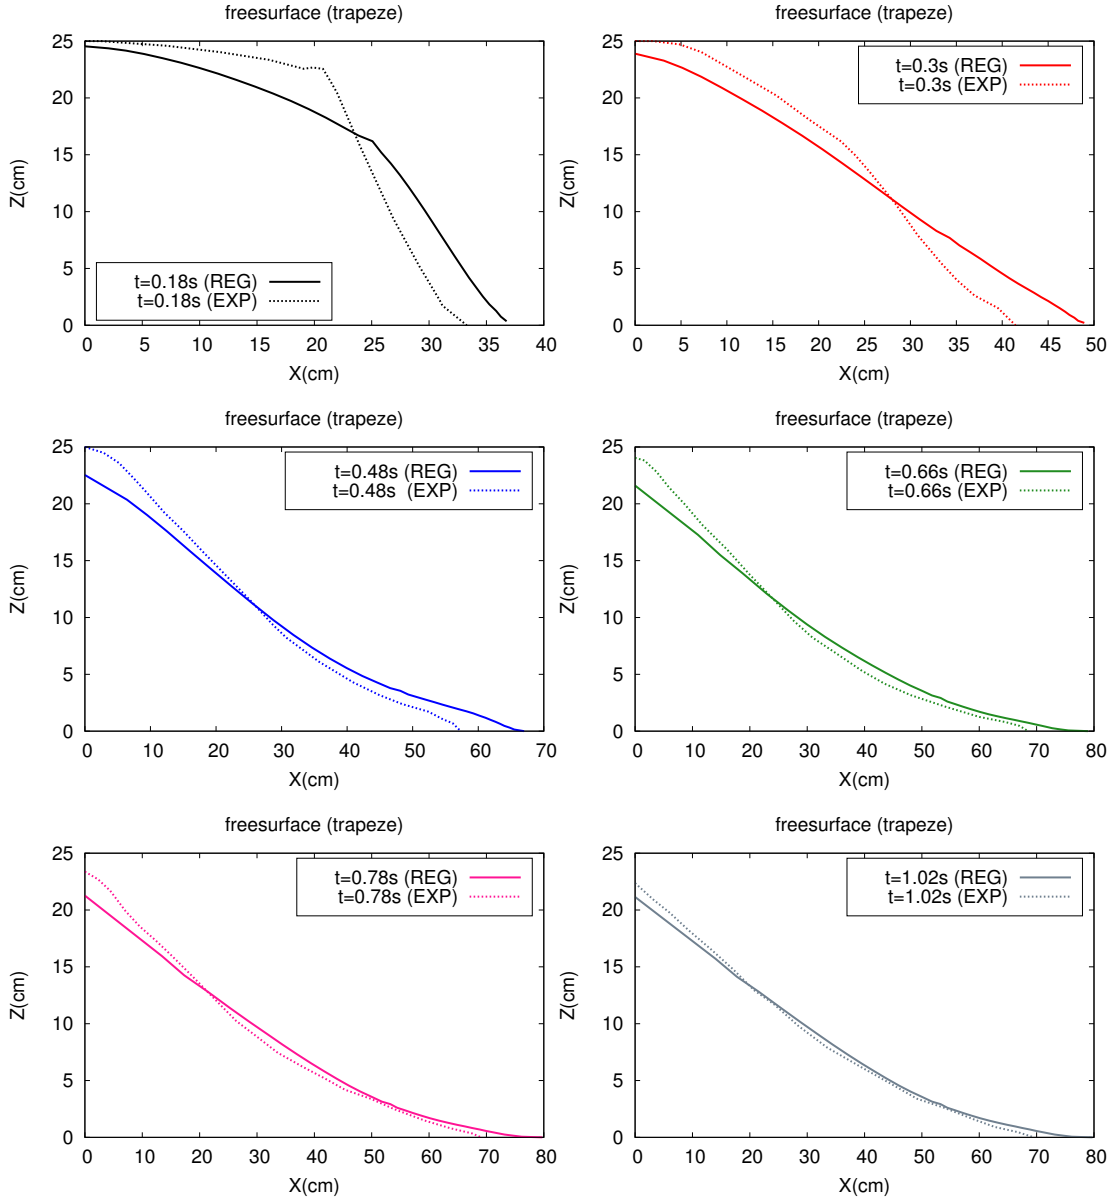 freesurface (trapeze)
25
20
15
10
5
0
Z(cm)
t=0.18s (REG)
t=0.18s (EXP)
0 5 10 15 20 25 30 35 40
X(cm)
freesurface (trapeze)
25
20
15
10
5
0
Z(cm)
t=0.3s (REG)
t=0.3s (EXP)
0 5 10 15 20 25 30 35 40 45 50
X(cm)
freesurface (trapeze)
25
20
15
10
5
0
Z(cm)
t=0.48s (REG)
t=0.48s  (EXP)
0 10 20 30 40 50 60 70
X(cm)
freesurface (trapeze)
25
20
15
10
5
0
Z(cm)
t=0.66s (REG)
t=0.66s (EXP)
0 10 20 30 40 50 60 70 80
X(cm)
freesurface (trapeze)
25
20
15
10
5
0
Z(cm)
t=0.78s (REG)
t=0.78s (EXP)
0 10 20 30 40 50 60 70 80
X(cm)
freesurface (trapeze)
25
20
15
10
5
0
Z(cm)
t=1.02s (REG)
t=1.02s (EXP)
0 10 20 30 40 50 60 70 80
X(cm)